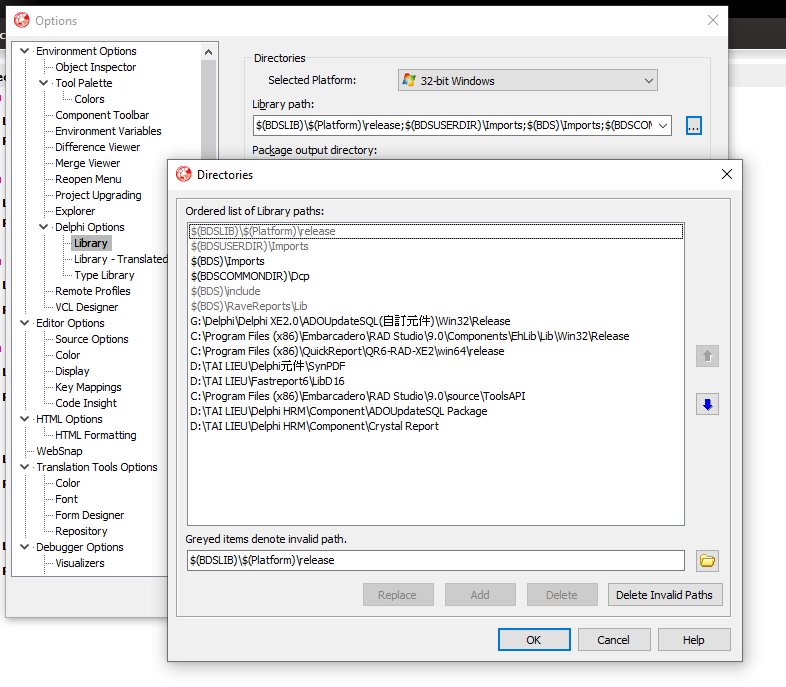 Options
Environment Options
Object Inspector
Tool Palette
Colors
Component Toolbar
Environment Variables
Difference Viewer
Merge Viewer
Reopen Menu
Project Upgrading
Explorer
Delphi Options
Library
Library - Translated
Type Library
Remote Profiles
VCL Designer
Editor Options
Source Options
Color
Display
Key Mappings
Code Insight
HTML Options
HTML Formatting
WebSnap
Translation Tools Options
Color
Font
Form Designer
Repository
Debugger Options
Visualizers
Directories
Selected Platform:
32-bit Windows
Library path:
$(BDSLIB)\$(Platform)\release;$(BDSUSERDIR)\Imports;$(BDS)\Imports;$(BDSCOM
...
Package output directory:
Directories
Ordered list of Library paths:
$(BDSLIB)\$(Platform)\release
$(BDSUSERDIR)\Imports
$(BDS)\Imports
$(BDSCOMMONDIR)\Dcp
$(BDS)\include
$(BDS)\RaveReports\Lib
G:\Delphi\Delphi XE2.0\ADOUpdateSQL(自訂元件)\Win32\Release
C:\Program Files (x86)\Embarcadero\RAD Studio\9.0\Components\EhLib\Lib\Win32\Release
C:\Program Files (x86)\QuickReport\QR6-RAD-XE2\win64\release
D:\TAI LIEU\Delphi元件\SynPDF
D:\TAI LIEU\Fastreport6\LibD16
C:\Program Files (x86)\Embarcadero\RAD Studio\9.0\source\ToolsAPI
D:\TAI LIEU\Delphi HRM\Component\ADOUpdateSQL Package
D:\TAI LIEU\Delphi HRM\Component\Crystal Report
Greyed items denote invalid path.
$(BDSLIB)\$(Platform)\release
Replace
Add
Delete
Delete Invalid Paths
OK
Cancel
Help